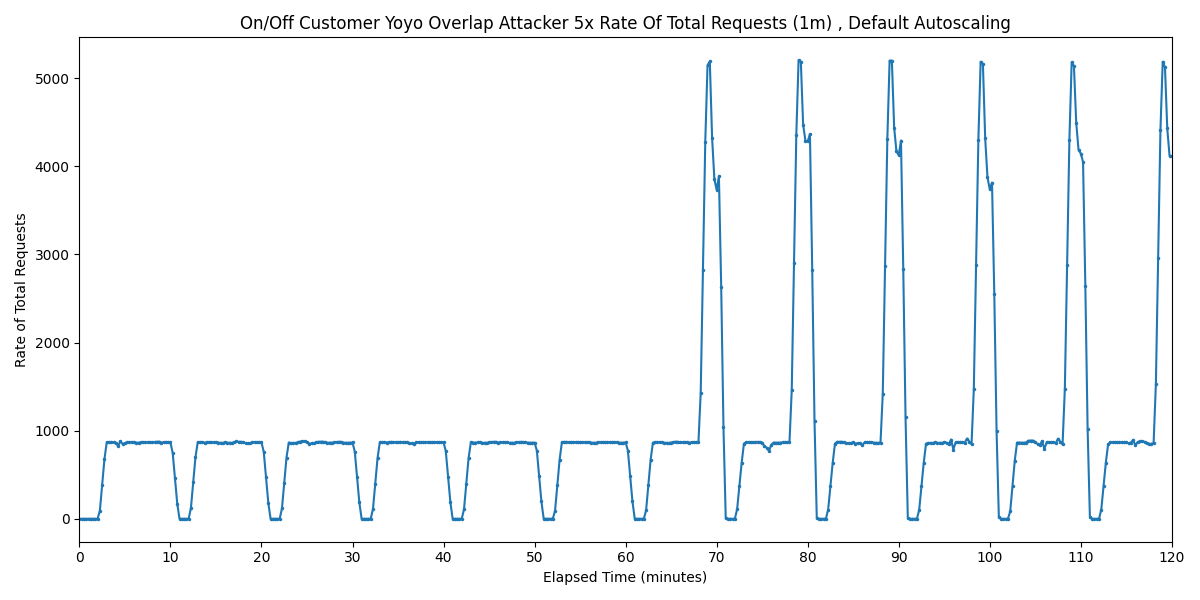 On/Off Customer Yoyo Overlap Attacker 5x Rate Of Total Requests (1m) , Default Autoscaling
Rate of Total Requests
5000
4000
3000
2000
1000
0
0 10 20 30 40 50 60 70 80 90 100 110 120
Elapsed Time (minutes)